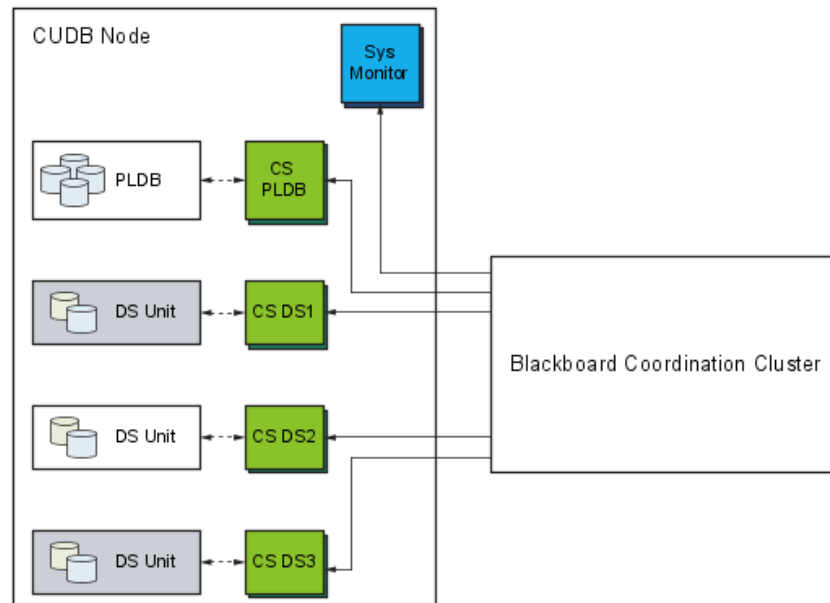 CUDB Node
Sys
Monitor
PLDB
CS
PLDB
DS Unit
CS DS1
Blackboard Coordination Cluster
DS Unit
CS DS2
DS Unit
CS DS3